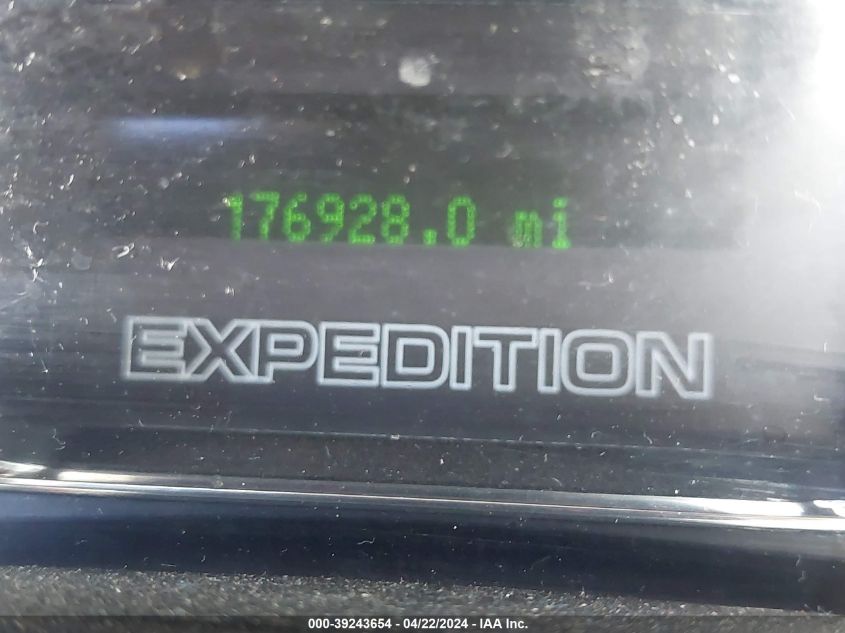 176928.0 mi
EXPEDITION
000-39243654 - 04/22/2024 - IAA Inc.